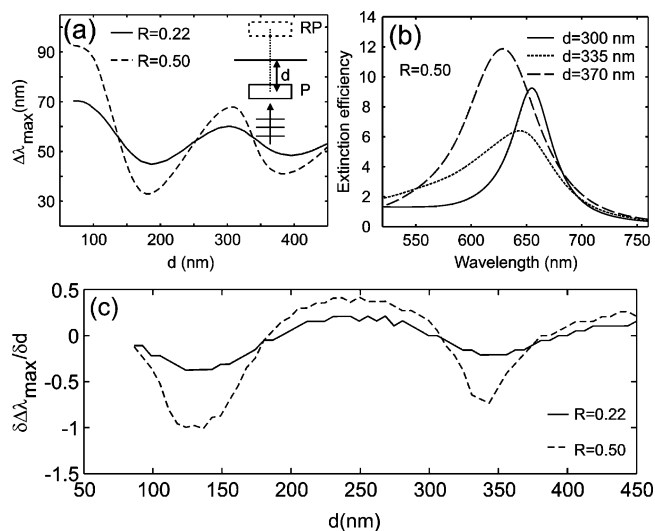 (a)
R=0.22
R=0.50
RP
d
P
90
70
50
30
Δλmax(nm)
100
200
300
400
d (nm)
(b)
R=0.50
d=300 nm
d=335 nm
d=370 nm
14
12
10
8
6
4
2
0
Extinction efficiency
550
600
650
700
750
Wavelength (nm)
(c)
0.5
0
-0.5
-1
-1.5
δΔλmax/δd
R=0.22
R=0.50
50
100
150
200
250
300
350
400
450
d(nm)